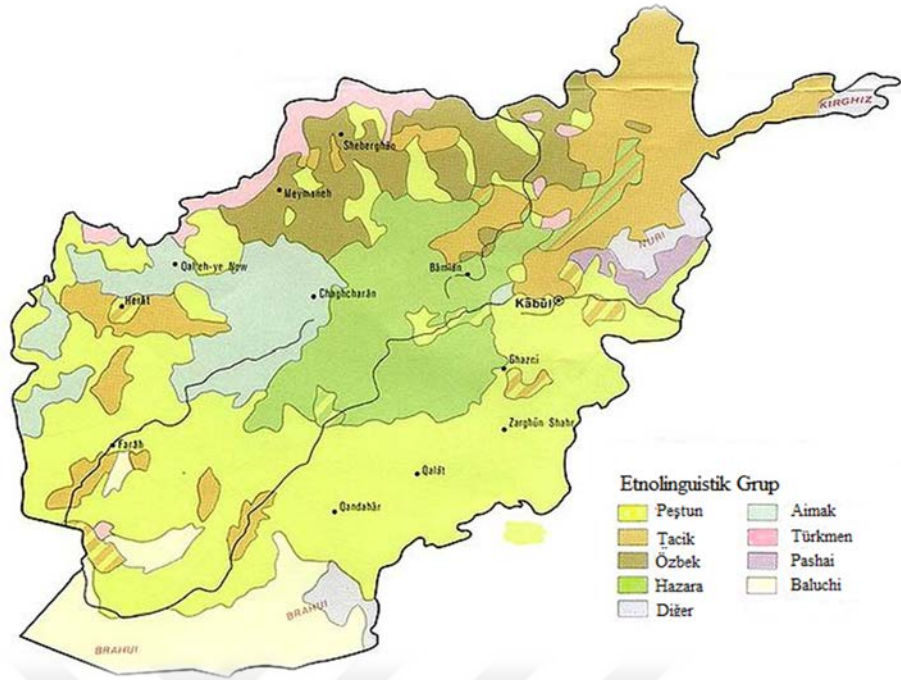 KIRGHIZ
Sheberghān
Meymaneh
NURI
Qal'eh-ye Now
Bāmīān
Chaghcharān
Herāt
Kābul
Ghazci
Zarghūn Shahr
Farāh
Qalāt
Qandahār
BRAHUI
BRAHUI
Etnolinguistik Grup
Peştun
Aimak
Tacik
Türkmen
Özbek
Pashai
Hazara
Baluchi
Diğer